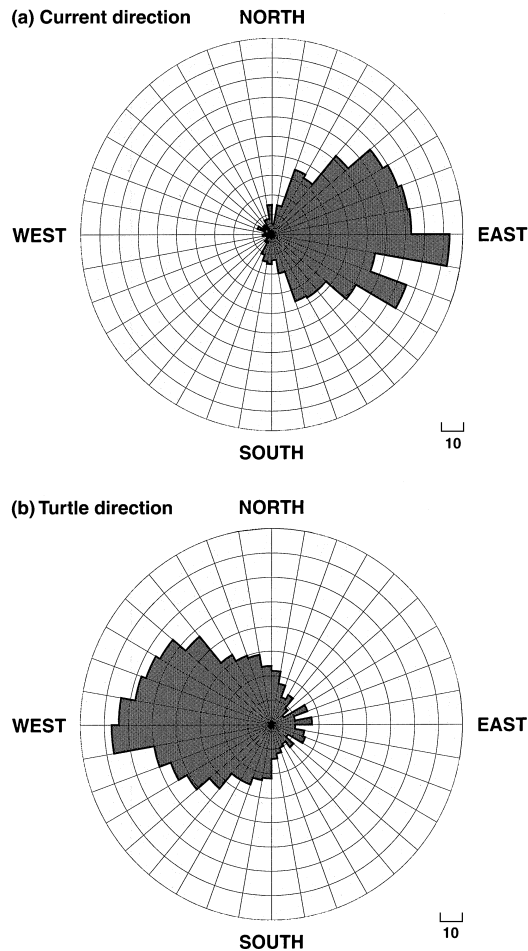 (a) Current direction
NORTH
WEST
EAST
10
SOUTH
(b) Turtle direction
NORTH
WEST
EAST
10
SOUTH